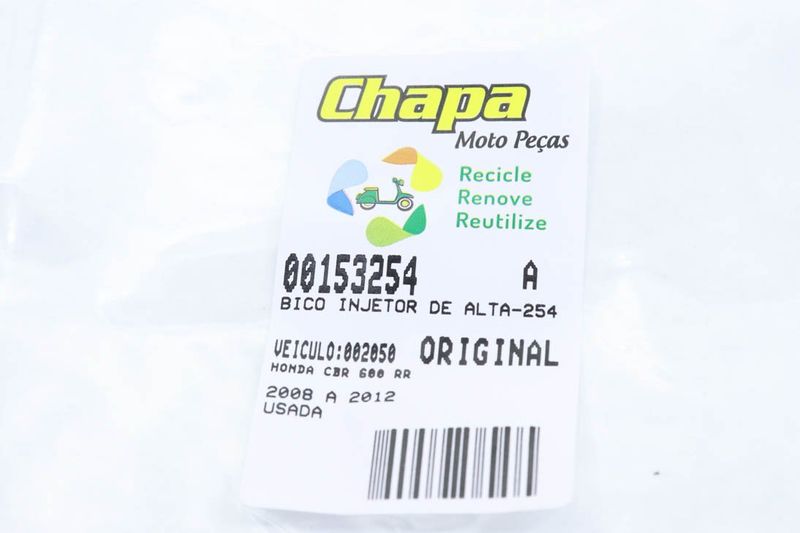 Chapa
Moto Peças
Recicle
Renove
Reutilize
00153254 A
BICO INJETOR DE ALTA-254
VEICULO:002050 ORIGINAL
HONDA CBR 600 RR
2008 A 2012
USADA